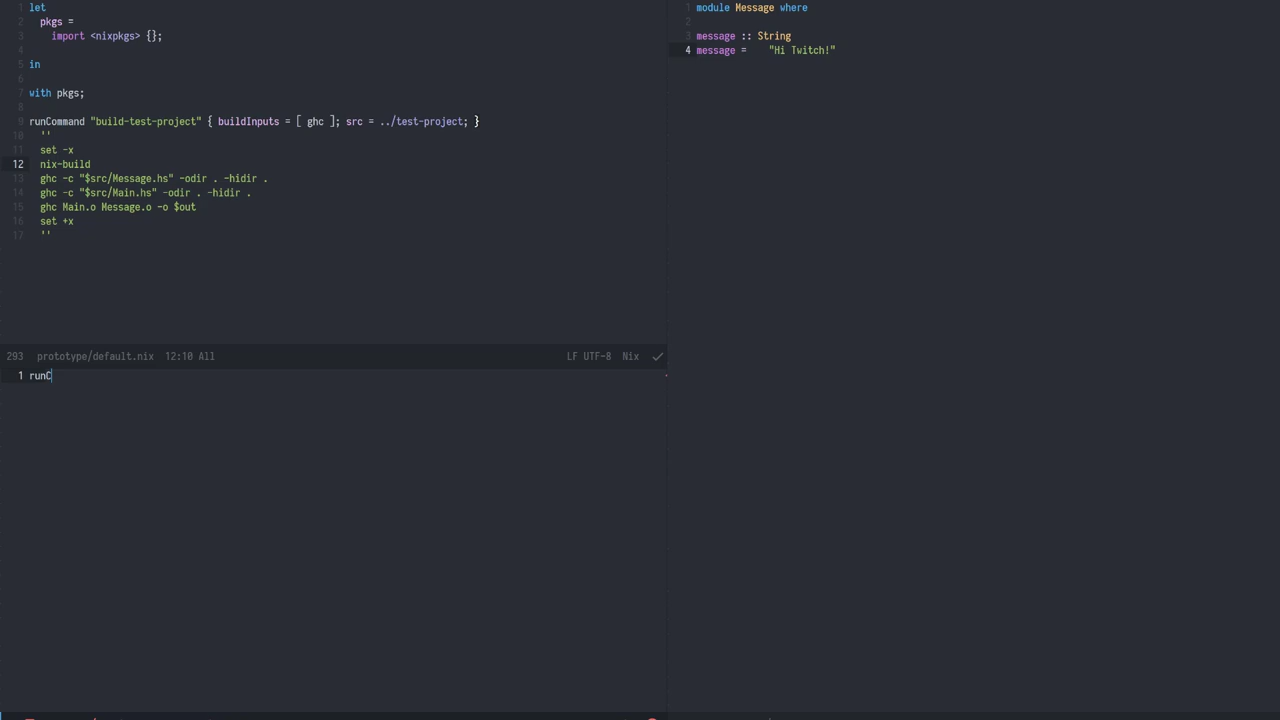 1 let
2   pkgs =
3     import <nixpkgs> {};
4
5 in
6
7 with pkgs;
8
9 runCommand "build-test-project" { buildInputs = [ ghc ]; src = ../test-project; }
10   ''
11   set -x
12   nix-build
13   ghc -c "$src/Message.hs" -odir . -hidir .
14   ghc -c "$src/Main.hs" -odir . -hidir .
15   ghc Main.o Message.o -o $out
16   set +x
17   ''
293 prototype/default.nix 12:10 All LF UTF-8 Nix
1 runC
1 module Message where
2
3 message :: String
4 message =    "Hi Twitch!"